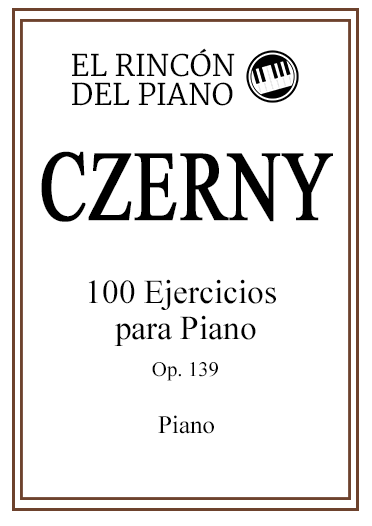 EL RINCÓN
DEL PIANO
CZERNY
100 Ejercicios
para Piano
Op. 139
Piano